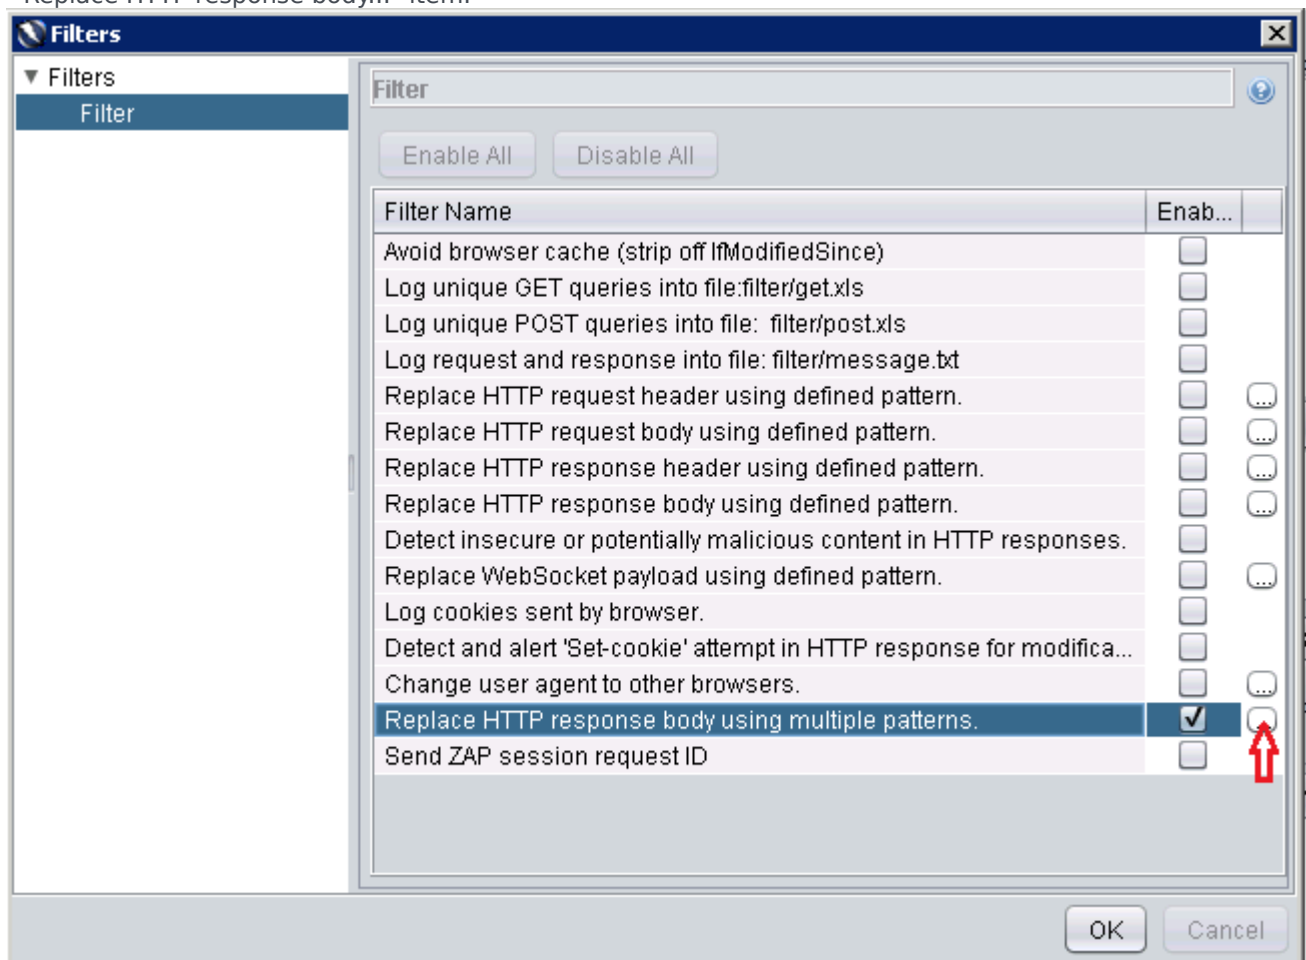 "Replace HTTP response body..." item.
Filters
Filters
Filter
Filter
Enable All Disable All
Filter Name Enab...
Avoid browser cache (strip off IfModifiedSince)
Log unique GET queries into file:filter/get.xls
Log unique POST queries into file: filter/post.xls
Log request and response into file: filter/message.txt
Replace HTTP request header using defined pattern. ...
Replace HTTP request body using defined pattern. ...
Replace HTTP response header using defined pattern. ...
Replace HTTP response body using defined pattern. ...
Detect insecure or potentially malicious content in HTTP responses.
Replace WebSocket payload using defined pattern. ...
Log cookies sent by browser.
Detect and alert 'Set-cookie' attempt in HTTP response for modifica...
Change user agent to other browsers. ...
Replace HTTP response body using multiple patterns. ...
Send ZAP session request ID
OK Cancel